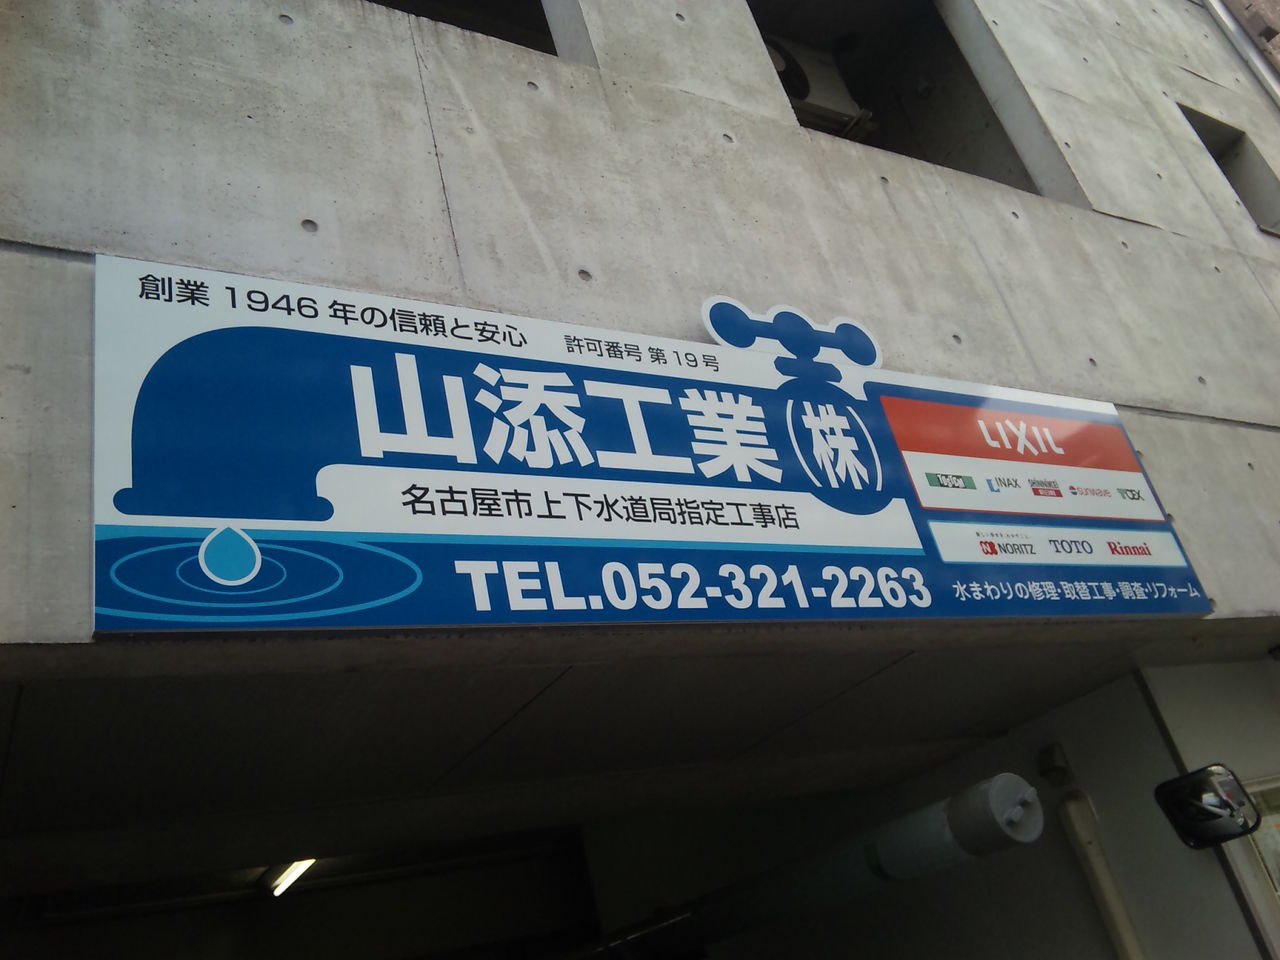 創業 1946 年の信頼と安心 許可番号 第 19 号
山添工業(株)
名古屋市上下水道局指定工事店
TEL.052-321-2263
LIXIL
INAX
sunwave
NORITZ TOTO Rinnai
水まわりの修理・取替工事・調査・リフォーム